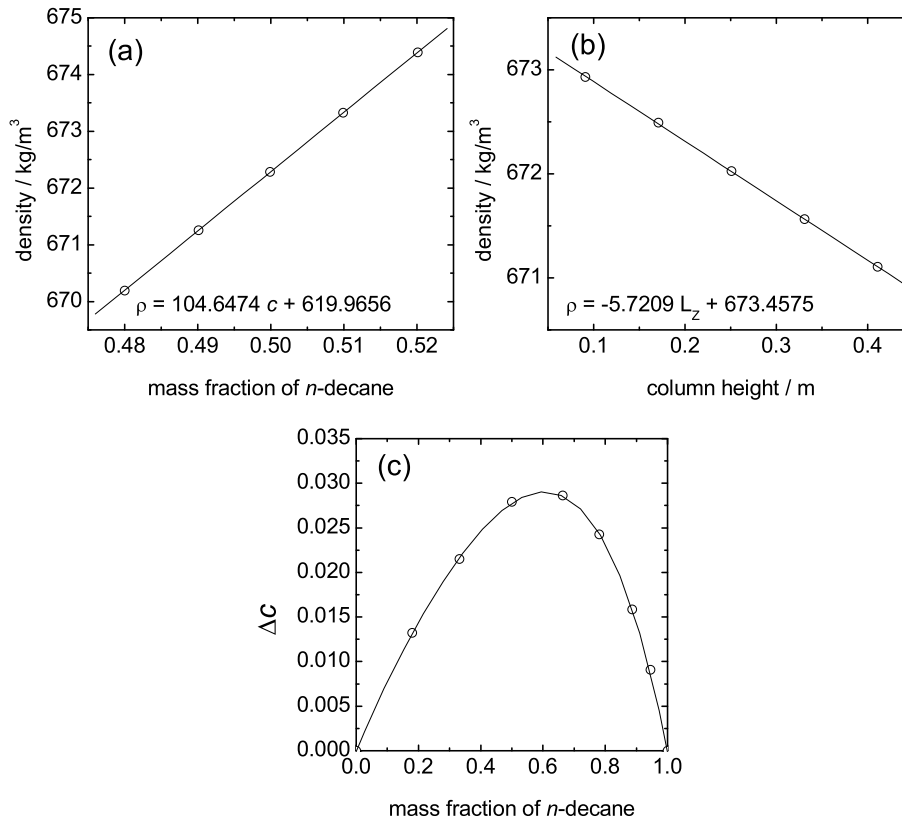 (a)
density / kg/m³
675
674
673
672
671
670
ρ = 104.6474 c + 619.9656
0.48 0.49 0.50 0.51 0.52
mass fraction of n-decane
(b)
density / kg/m³
673
672
671
ρ = -5.7209 L_Z + 673.4575
0.1 0.2 0.3 0.4
column height / m
(c)
Δc
0.035
0.030
0.025
0.020
0.015
0.010
0.005
0.000
0.0 0.2 0.4 0.6 0.8 1.0
mass fraction of n-decane